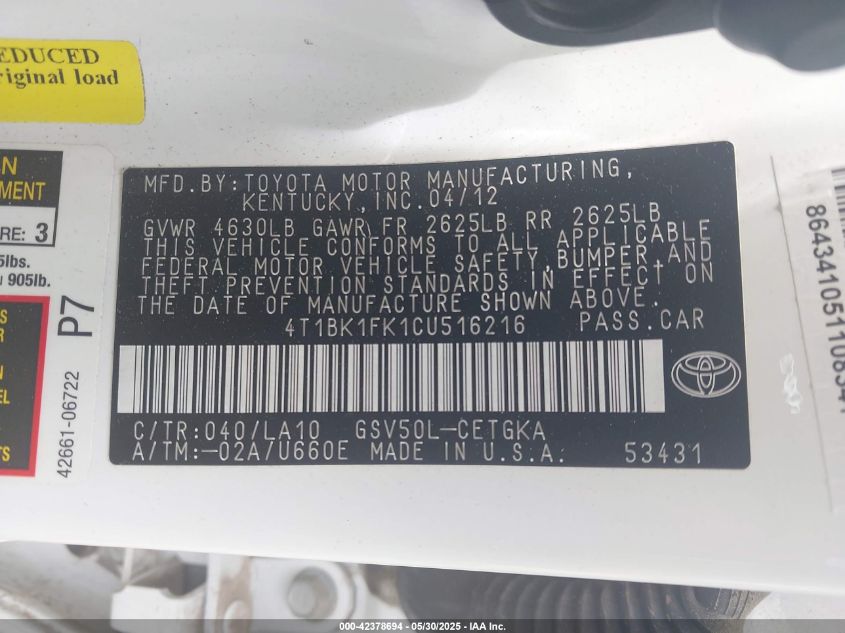 REDUCED
original load
N
MENT
RE: 3
905lb.
42661-06722
P7
MFD.BY:TOYOTA MOTOR MANUFACTURING,
KENTUCKY,INC.04/12
GVWR 4630LB GAWR FR 2625LB RR 2625LB
THIS VEHICLE CONFORMS TO ALL APPLICABLE
FEDERAL MOTOR VEHICLE SAFETY,BUMPER,AND
THEFT PREVENTION STANDARDS IN EFFECT ON
THE DATE OF MANUFACTURE SHOWN ABOVE.
4T1BK1FK1CU516216 PASS.CAR
C/TR:040/LA10 GSV50L-CETGKA
A/TM:-02A/U660E MADE IN U.S.A. 53431
000-42378694 - 05/30/2025 - IAA Inc.